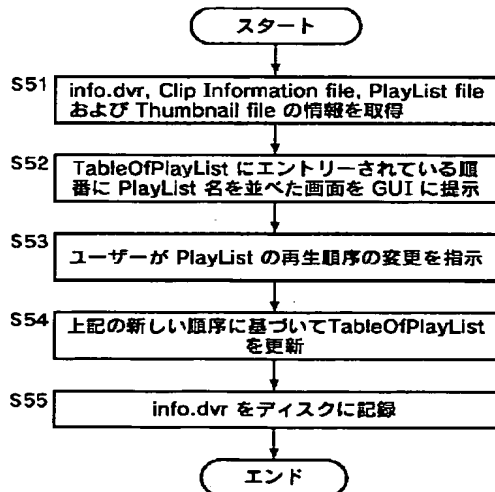 スタート
S51
info.dvr, Clip Information file, PlayList file
および Thumbnail file の情報を取得
S52
TableOfPlayList にエントリーされている順
番に PlayList 名を並べた画面を GUI に提示
S53
ユーザーが PlayList の再生順序の変更を指示
S54
上記の新しい順序に基づいてTableOfPlayList
を更新
S55
info.dvr をディスクに記録
エンド